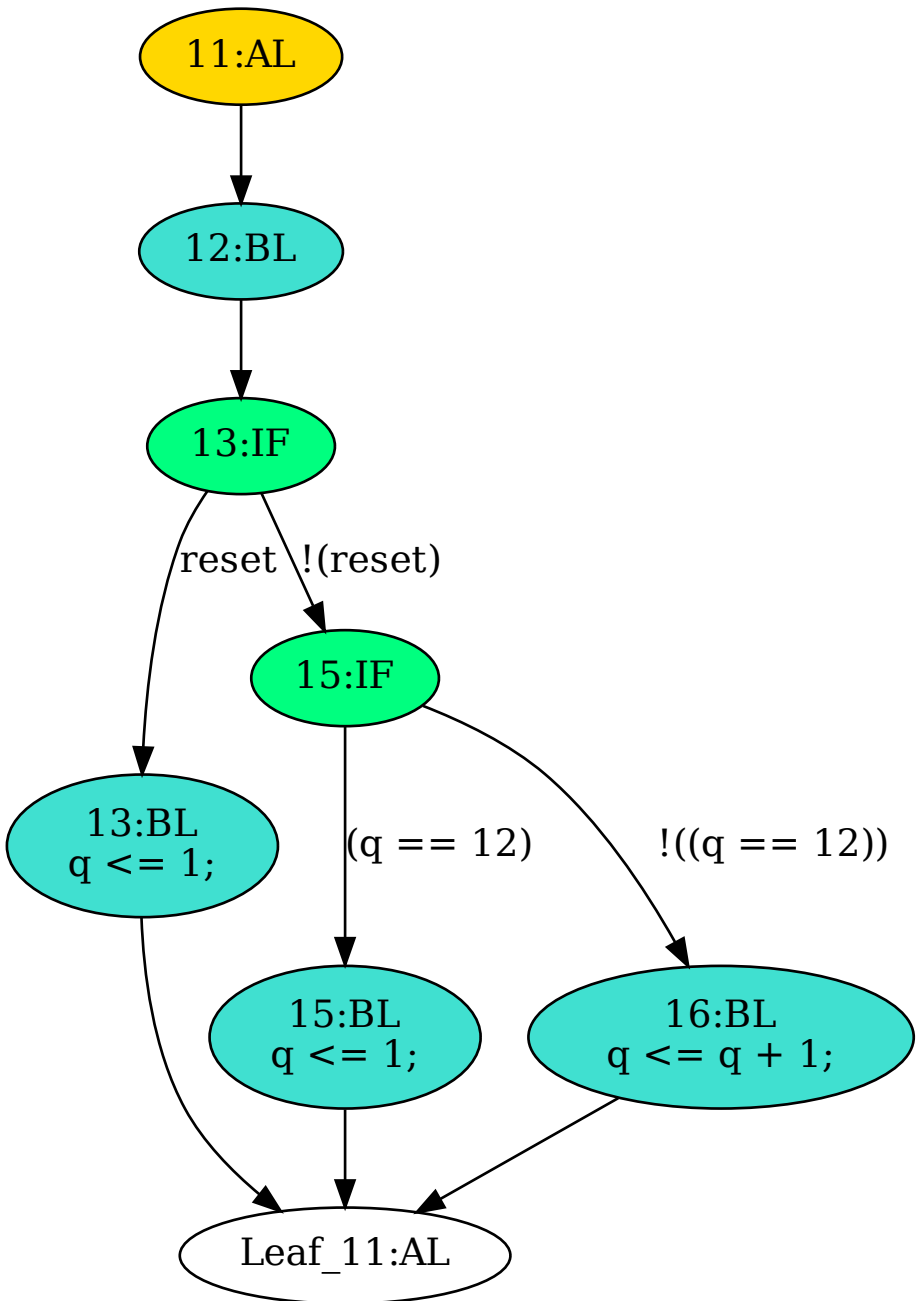 11:AL
12:BL
13:IF
reset
!(reset)
15:IF
13:BL
q <= 1;
(q == 12)
!((q == 12))
15:BL
q <= 1;
16:BL
q <= q + 1;
Leaf_11:AL